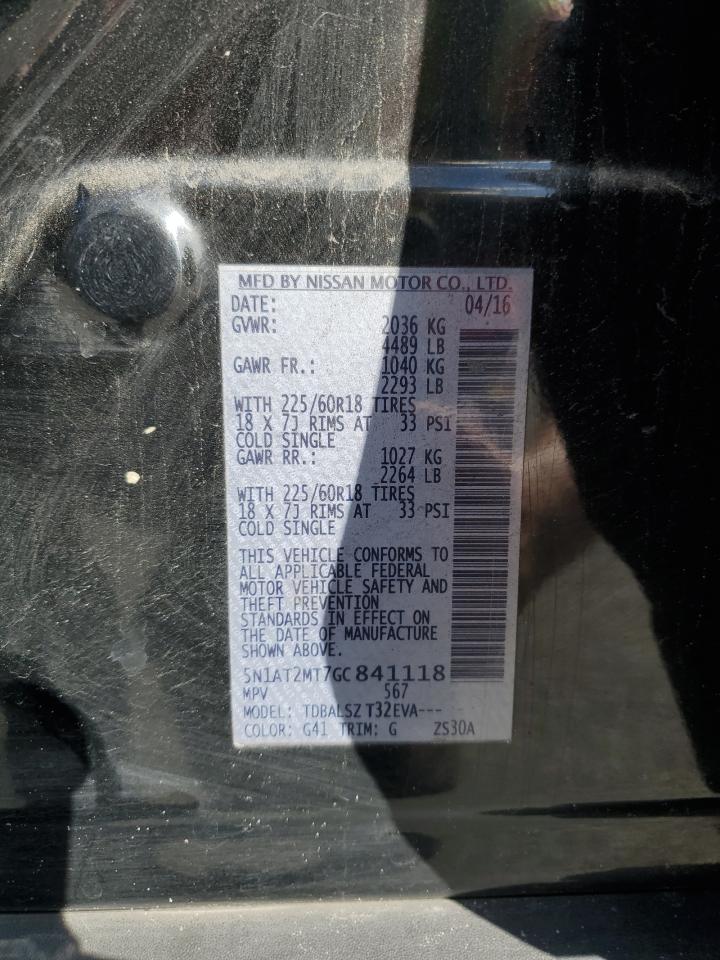 MFD BY NISSAN MOTOR CO., LTD.
DATE: 04/16
GVWR: 2036 KG
4489 LB
GAWR FR.: 1040 KG
2293 LB
WITH 225/60R18 TIRES
18 X 7J RIMS AT 33 PSI
COLD SINGLE
GAWR RR.: 1027 KG
2264 LB
WITH 225/60R18 TIRES
18 X 7J RIMS AT 33 PSI
COLD SINGLE
THIS VEHICLE CONFORMS TO
ALL APPLICABLE FEDERAL
MOTOR VEHICLE SAFETY AND
THEFT PREVENTION
STANDARDS IN EFFECT ON
THE DATE OF MANUFACTURE
SHOWN ABOVE.
5N1AT2MT7GC841118
MPV 567
MODEL: TDBALSZ T32EVA---
COLOR: G41 TRIM: G ZS30A